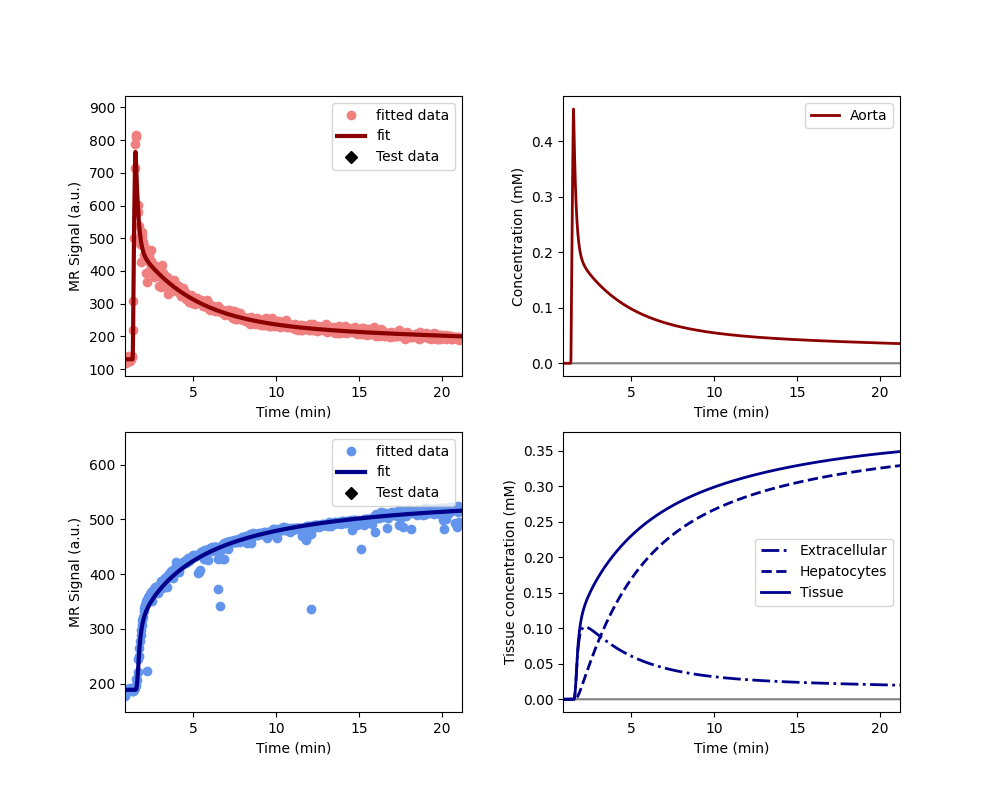 900
800
700
600
500
400
300
200
100
MR Signal (a.u.)
fitted data
fit
Test data
5
10
15
20
Time (min)
0.4
0.3
0.2
0.1
0.0
Concentration (mM)
Aorta
5
10
15
20
Time (min)
600
500
400
300
200
MR Signal (a.u.)
fitted data
fit
Test data
5
10
15
20
Time (min)
0.35
0.30
0.25
0.20
0.15
0.10
0.05
0.00
Tissue concentration (mM)
Extracellular
Hepatocytes
Tissue
5
10
15
20
Time (min)